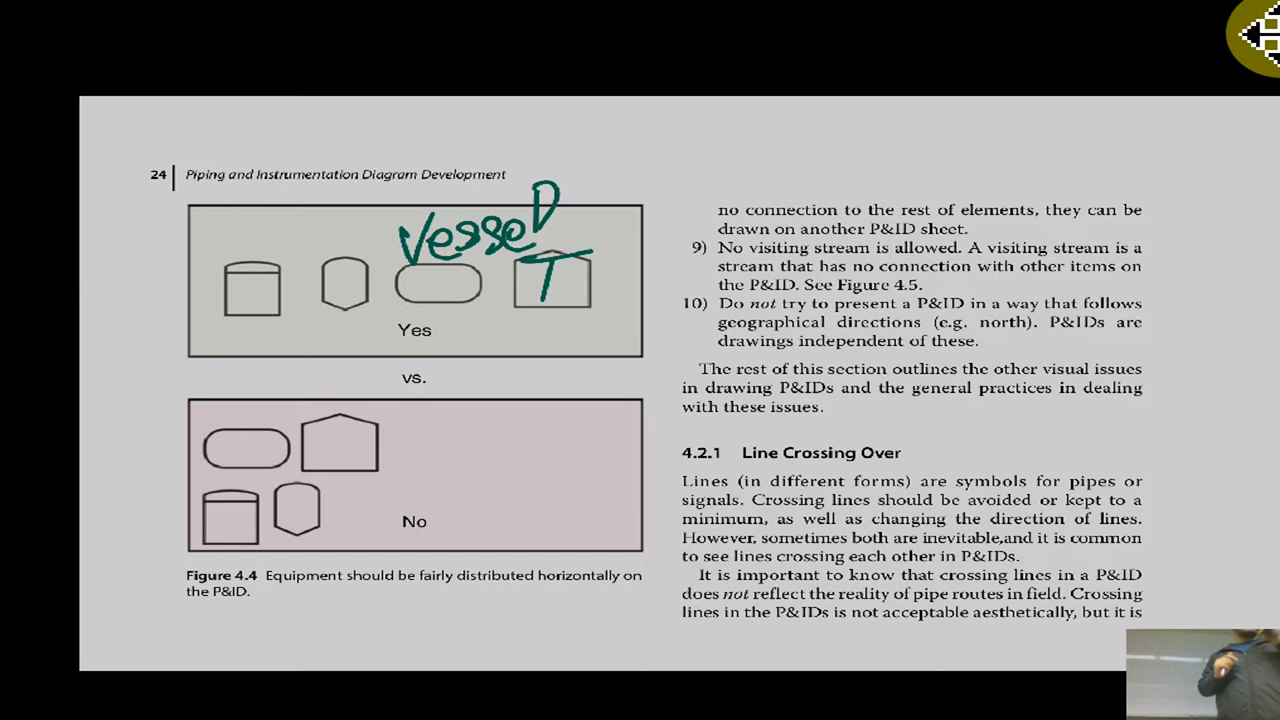 24 Piping and Instrumentation Diagram Development
VesseD
T
Yes
vs.
No
Figure 4.4 Equipment should be fairly distributed horizontally on
the P&ID.
no connection to the rest of elements, they can be
drawn on another P&ID sheet.
9) No visiting stream is allowed. A visiting stream is a
stream that has no connection with other items on
the P&ID. See Figure 4.5.
10) Do not try to present a P&ID in a way that follows
geographical directions (e.g. north). P&IDs are
drawings independent of these.
The rest of this section outlines the other visual issues
in drawing P&IDs and the general practices in dealing
with these issues.
4.2.1 Line Crossing Over
Lines (in different forms) are symbols for pipes or
signals. Crossing lines should be avoided or kept to a
minimum, as well as changing the direction of lines.
However, sometimes both are inevitable,and it is common
to see lines crossing each other in P&IDs.
It is important to know that crossing lines in a P&ID
does not reflect the reality of pipe routes in field. Crossing
lines in the P&IDs is not acceptable aesthetically, but it is